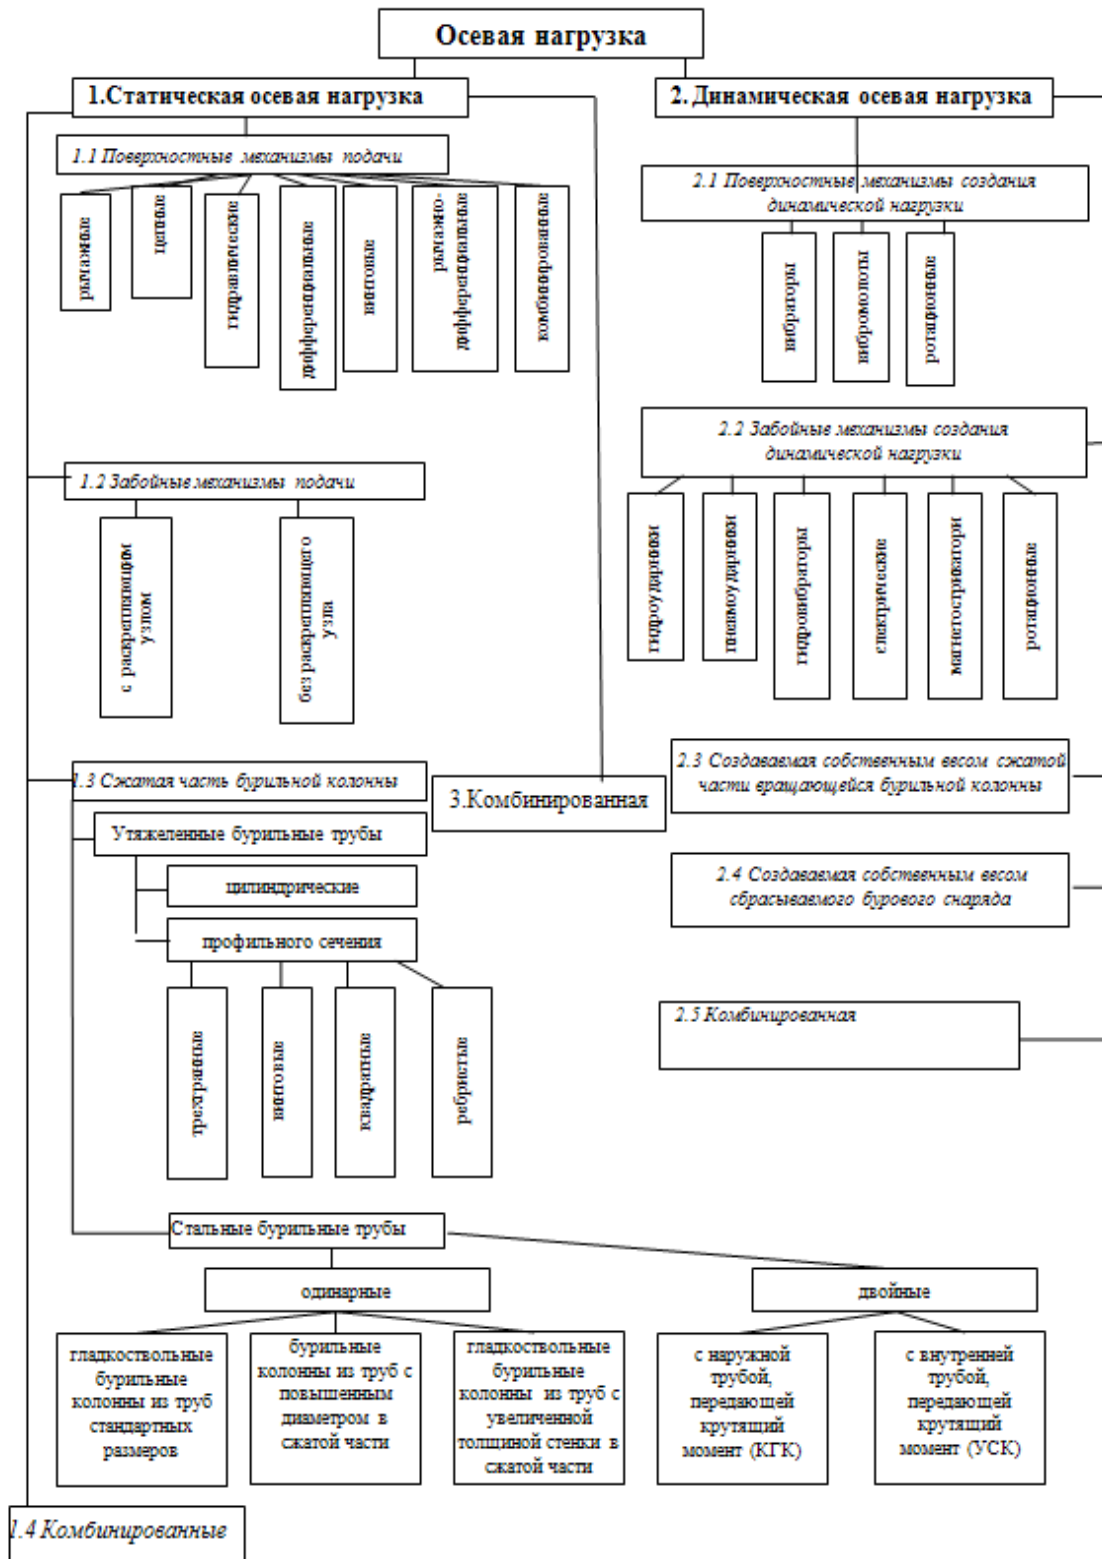 Осевая нагрузка
1.Статическая осевая нагрузка
1.1 Поверхностные механизмы подачи
рычажные
цепные
гидравлические
дифференциальные
винтовые
рычажно-
дифференциальные
комбинированные
1.2 Забойные механизмы подачи
с раскрепляющим
узлом
без раскрепляющего
узла
1.3 Сжатая часть бурильной колонны
Утяжеленные бурильные трубы
цилиндрические
профильного сечения
трехгранные
винтовые
квадратные
ребристые
Стальные бурильные трубы
одинарные
гладкоствольные
бурильные
колонны из труб
стандартных
размеров
бурильные
колонны из труб с
повышенным
диаметром в
сжатой части
гладкоствольные
бурильные
колонны из труб с
увеличенной
толщиной стенки в
сжатой части
двойные
с наружной
трубой,
передающей
крутящий
момент (КГК)
с внутренней
трубой,
передающей
крутящий
момент (УСК)
1.4 Комбинированные
2. Динамическая осевая нагрузка
2.1 Поверхностные механизмы создания
динамической нагрузки
вибраторы
вибромолоты
ротационные
2.2 Забойные механизмы создания
динамической нагрузки
гидроударники
пневмоударники
гидровибраторы
електрические
магнетострикатори
ротационные
2.3 Создаваемая собственным весом сжатой
части вращающейся бурильной колонны
2.4 Создаваемая собственным весом
сбрасываемого бурового снаряда
2.5 Комбинированная
3.Комбинированная